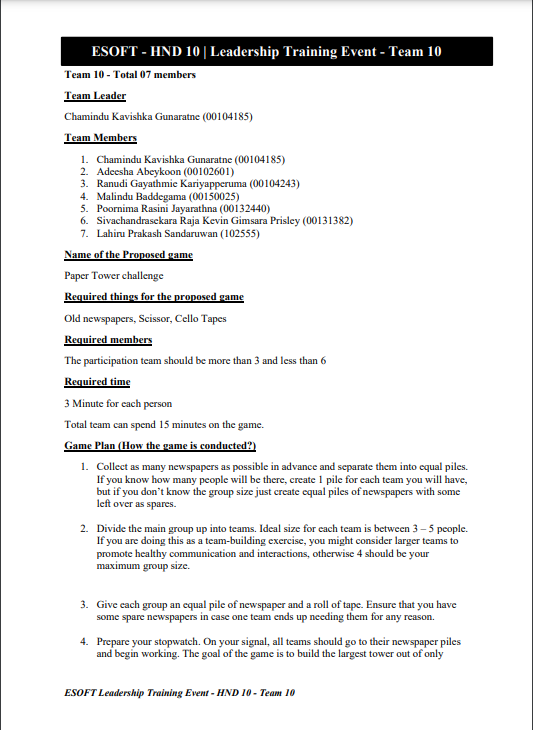 ESOFT - HND 10 | Leadership Training Event - Team 10
Team 10 - Total 07 members
Team Leader
Chamindu Kavishka Gunaratne (00104185)
Team Members
1. Chamindu Kavishka Gunaratne (00104185)
2. Adeesha Abeykoon (00102601)
3. Ranudi Gayathmie Kariyapperuma (00104243)
4. Malindu Baddegama (00150025)
5. Poornima Rasini Jayarathna (00132440)
6. Sivachandrasekara Raja Kevin Gimsara Prisley (00131382)
7. Lahiru Prakash Sandaruwan (102555)
Name of the Proposed game
Paper Tower challenge
Required things for the proposed game
Old newspapers, Scissor, Cello Tapes
Required members
The participation team should be more than 3 and less than 6
Required time
3 Minute for each person
Total team can spend 15 minutes on the game.
Game Plan (How the game is conducted?)
1. Collect as many newspapers as possible in advance and separate them into equal piles.
If you know how many people will be there, create 1 pile for each team you will have,
but if you don't know the group size just create equal piles of newspapers with some
left over as spares.
2. Divide the main group up into teams. Ideal size for each team is between 3 – 5 people.
If you are doing this as a team-building exercise, you might consider larger teams to
promote healthy communication and interactions, otherwise 4 should be your
maximum group size.
3. Give each group an equal pile of newspaper and a roll of tape. Ensure that you have
some spare newspapers in case one team ends up needing them for any reason.
4. Prepare your stopwatch. On your signal, all teams should go to their newspaper piles
and begin working. The goal of the game is to build the largest tower out of only
ESOFT Leadership Training Event - HND 10 - Team 10